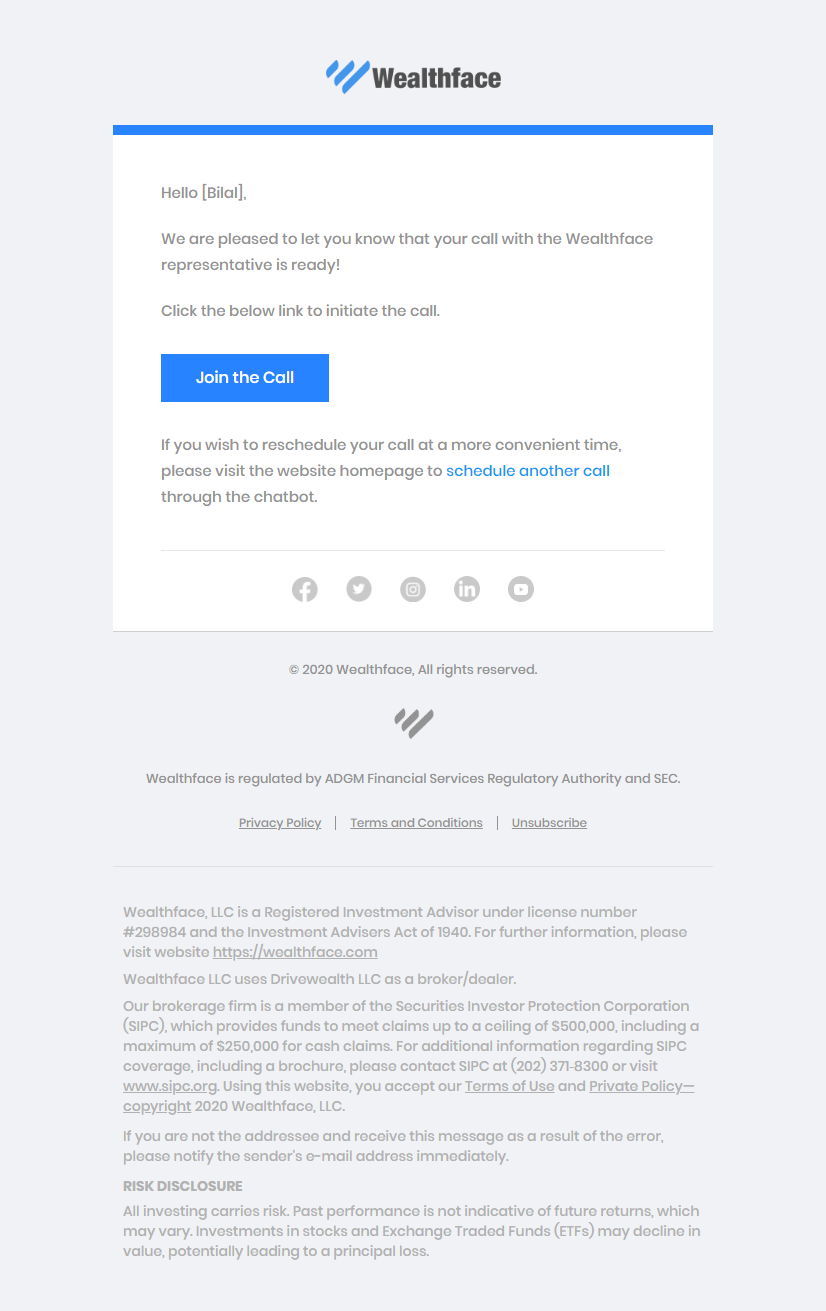 Wealthface
Hello [Bilal],
We are pleased to let you know that your call with the Wealthface
representative is ready!
Click the below link to initiate the call.
Join the Call
If you wish to reschedule your call at a more convenient time,
please visit the website homepage to schedule another call
through the chatbot.
© 2020 Wealthface, All rights reserved.
Wealthface is regulated by ADGM Financial Services Regulatory Authority and SEC.
Privacy Policy | Terms and Conditions | Unsubscribe
Wealthface, LLC is a Registered Investment Advisor under license number
#298984 and the Investment Advisers Act of 1940. For further information, please
visit website https://wealthface.com
Wealthface LLC uses Drivewealth LLC as a broker/dealer.
Our brokerage firm is a member of the Securities Investor Protection Corporation
(SIPC), which provides funds to meet claims up to a ceiling of $500,000, including a
maximum of $250,000 for cash claims. For additional information regarding SIPC
coverage, including a brochure, please contact SIPC at (202) 371-8300 or visit
www.sipc.org. Using this website, you accept our Terms of Use and Private Policy—
copyright 2020 Wealthface, LLC.
If you are not the addressee and receive this message as a result of the error,
please notify the sender's e-mail address immediately.
RISK DISCLOSURE
All investing carries risk. Past performance is not indicative of future returns, which
may vary. Investments in stocks and Exchange Traded Funds (ETFs) may decline in
value, potentially leading to a principal loss.